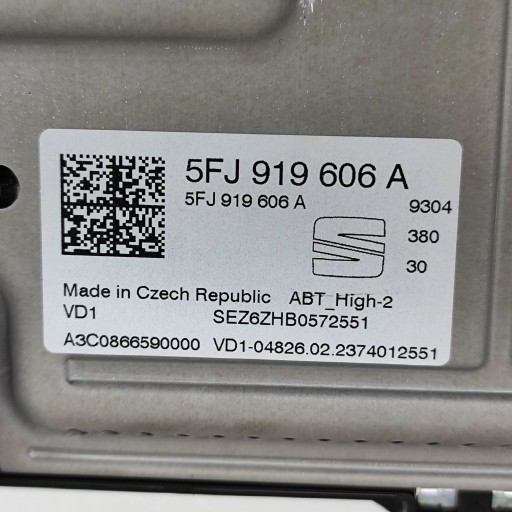 5FJ 919 606 A
5FJ 919 606 A
9304
380
30
Made in Czech Republic ABT_High-2
VD1 SEZ6ZHB0572551
A3C0866590000 VD1-04826.02.2374012551